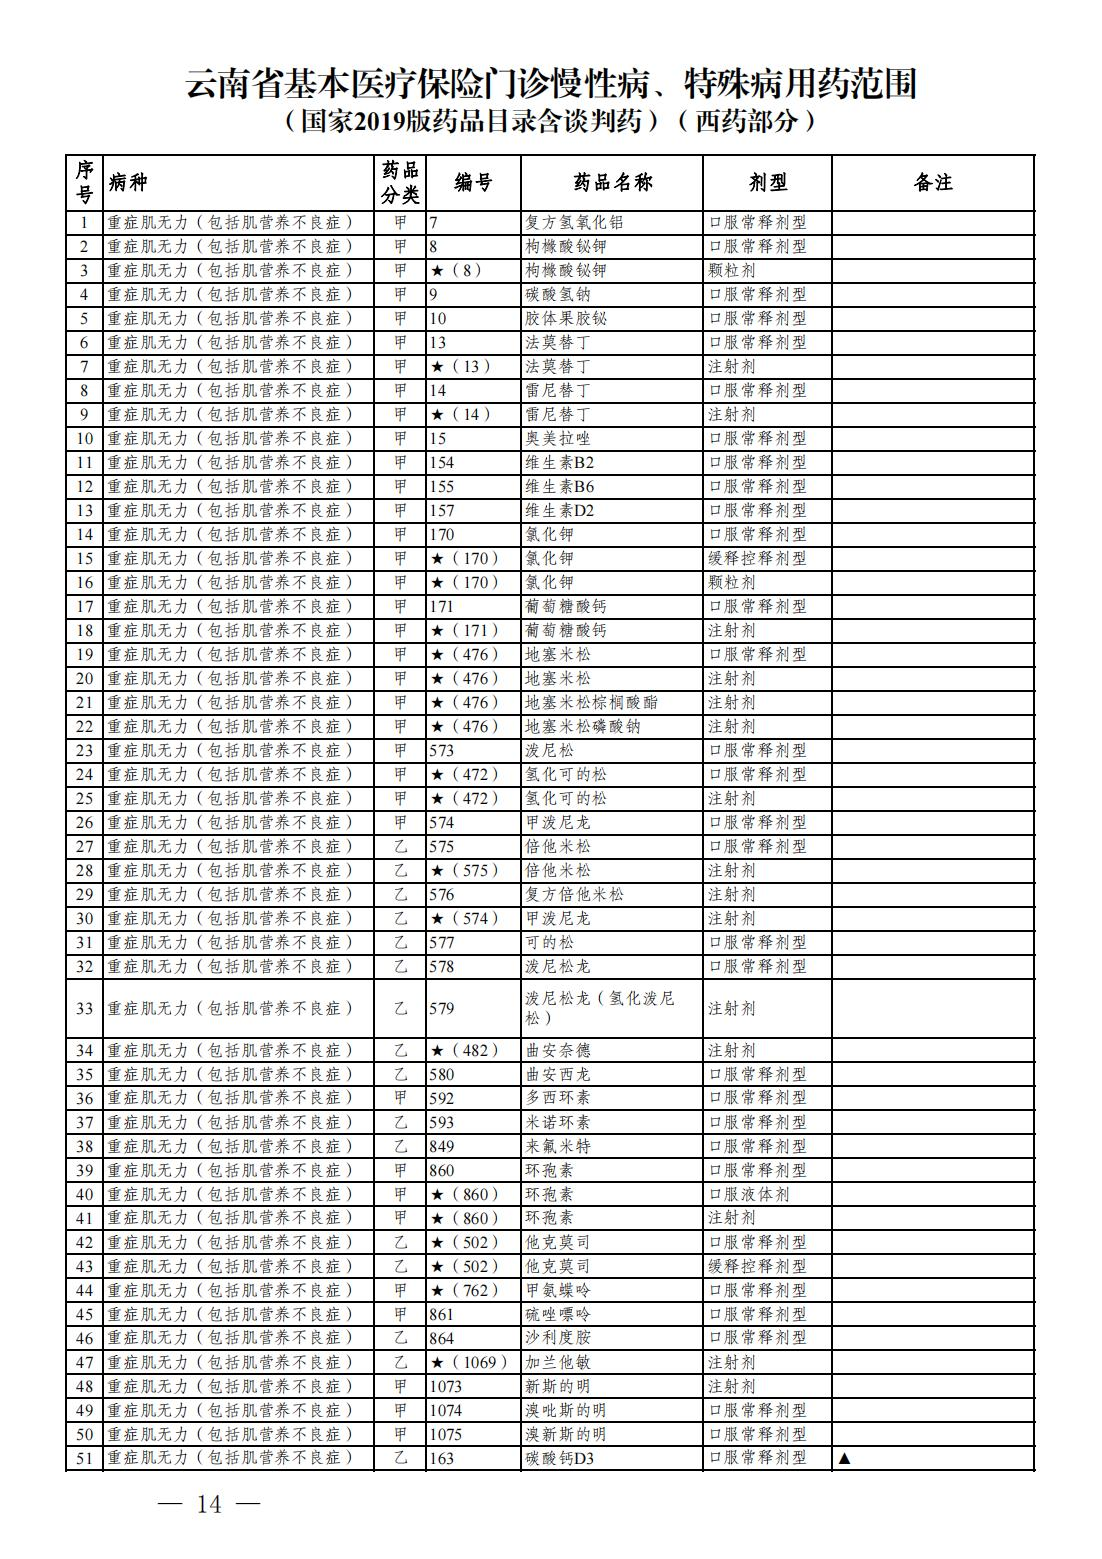 云南省基本医疗保险门诊慢性病、特殊病用药范围
（国家2019版药品目录含谈判药）（西药部分）
序号 病种 药品分类 编号 药品名称 剂型 备注
1 重症肌无力（包括肌营养不良症） 甲 7 复方氢氧化铝 口服常释剂型
2 重症肌无力（包括肌营养不良症） 甲 8 枸橼酸铋钾 口服常释剂型
3 重症肌无力（包括肌营养不良症） 甲 ★（8） 枸橼酸铋钾 颗粒剂
4 重症肌无力（包括肌营养不良症） 甲 9 碳酸氢钠 口服常释剂型
5 重症肌无力（包括肌营养不良症） 甲 10 胶体果胶铋 口服常释剂型
6 重症肌无力（包括肌营养不良症） 甲 13 法莫替丁 口服常释剂型
7 重症肌无力（包括肌营养不良症） 甲 ★（13） 法莫替丁 注射剂
8 重症肌无力（包括肌营养不良症） 甲 14 雷尼替丁 口服常释剂型
9 重症肌无力（包括肌营养不良症） 甲 ★（14） 雷尼替丁 注射剂
10 重症肌无力（包括肌营养不良症） 甲 15 奥美拉唑 口服常释剂型
11 重症肌无力（包括肌营养不良症） 甲 154 维生素B2 口服常释剂型
12 重症肌无力（包括肌营养不良症） 甲 155 维生素B6 口服常释剂型
13 重症肌无力（包括肌营养不良症） 甲 157 维生素D2 口服常释剂型
14 重症肌无力（包括肌营养不良症） 甲 170 氯化钾 口服常释剂型
15 重症肌无力（包括肌营养不良症） 甲 ★（170） 氯化钾 缓释控释剂型
16 重症肌无力（包括肌营养不良症） 甲 ★（170） 氯化钾 颗粒剂
17 重症肌无力（包括肌营养不良症） 甲 171 葡萄糖酸钙 口服常释剂型
18 重症肌无力（包括肌营养不良症） 甲 ★（171） 葡萄糖酸钙 注射剂
19 重症肌无力（包括肌营养不良症） 甲 ★（476） 地塞米松 口服常释剂型
20 重症肌无力（包括肌营养不良症） 甲 ★（476） 地塞米松 注射剂
21 重症肌无力（包括肌营养不良症） 甲 ★（476） 地塞米松棕榈酸酯 注射剂
22 重症肌无力（包括肌营养不良症） 甲 ★（476） 地塞米松磷酸钠 注射剂
23 重症肌无力（包括肌营养不良症） 甲 573 泼尼松 口服常释剂型
24 重症肌无力（包括肌营养不良症） 甲 ★（472） 氢化可的松 口服常释剂型
25 重症肌无力（包括肌营养不良症） 甲 ★（472） 氢化可的松 注射剂
26 重症肌无力（包括肌营养不良症） 甲 574 甲泼尼龙 口服常释剂型
27 重症肌无力（包括肌营养不良症） 乙 575 倍他米松 口服常释剂型
28 重症肌无力（包括肌营养不良症） 乙 ★（575） 倍他米松 注射剂
29 重症肌无力（包括肌营养不良症） 乙 576 复方倍他米松 注射剂
30 重症肌无力（包括肌营养不良症） 乙 ★（574） 甲泼尼龙 注射剂
31 重症肌无力（包括肌营养不良症） 乙 577 可的松 口服常释剂型
32 重症肌无力（包括肌营养不良症） 乙 578 泼尼松龙 口服常释剂型
33 重症肌无力（包括肌营养不良症） 乙 579 泼尼松龙（氢化泼尼松） 注射剂
34 重症肌无力（包括肌营养不良症） 乙 ★（482） 曲安奈德 注射剂
35 重症肌无力（包括肌营养不良症） 乙 580 曲安西龙 口服常释剂型
36 重症肌无力（包括肌营养不良症） 甲 592 多西环素 口服常释剂型
37 重症肌无力（包括肌营养不良症） 乙 593 米诺环素 口服常释剂型
38 重症肌无力（包括肌营养不良症） 乙 849 来氟米特 口服常释剂型
39 重症肌无力（包括肌营养不良症） 甲 860 环孢素 口服常释剂型
40 重症肌无力（包括肌营养不良症） 甲 ★（860） 环孢素 口服液体剂
41 重症肌无力（包括肌营养不良症） 甲 ★（860） 环孢素 注射剂
42 重症肌无力（包括肌营养不良症） 乙 ★（502） 他克莫司 口服常释剂型
43 重症肌无力（包括肌营养不良症） 乙 ★（502） 他克莫司 缓释控释剂型
44 重症肌无力（包括肌营养不良症） 甲 ★（762） 甲氨蝶呤 口服常释剂型
45 重症肌无力（包括肌营养不良症） 甲 861 硫唑嘌呤 口服常释剂型
46 重症肌无力（包括肌营养不良症） 乙 864 沙利度胺 口服常释剂型
47 重症肌无力（包括肌营养不良症） 乙 ★（1069） 加兰他敏 注射剂
48 重症肌无力（包括肌营养不良症） 甲 1073 新斯的明 注射剂
49 重症肌无力（包括肌营养不良症） 甲 1074 溴吡斯的明 口服常释剂型
50 重症肌无力（包括肌营养不良症） 甲 1075 溴新斯的明 口服常释剂型
51 重症肌无力（包括肌营养不良症） 乙 163 碳酸钙D3 口服常释剂型 ▲
— 14 —